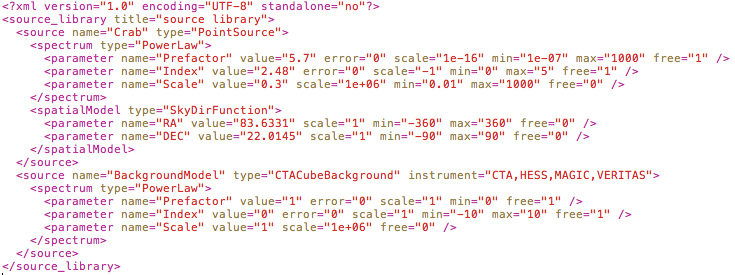 <?xml version="1.0" encoding="UTF-8" standalone="no"?>
<source_library title="source library">
  <source name="Crab" type="PointSource">
    <spectrum type="PowerLaw">
      <parameter name="Prefactor" value="5.7" error="0" scale="1e-16" min="1e-07" max="1000" free="1" />
      <parameter name="Index" value="2.48" error="0" scale="-1" min="0" max="5" free="1" />
      <parameter name="Scale" value="0.3" scale="1e+06" min="0.01" max="1000" free="0" />
    </spectrum>
    <spatialModel type="SkyDirFunction">
      <parameter name="RA" value="83.6331" scale="1" min="-360" max="360" free="0" />
      <parameter name="DEC" value="22.0145" scale="1" min="-90" max="90" free="0" />
    </spatialModel>
  </source>
  <source name="BackgroundModel" type="CTACubeBackground" instrument="CTA,HESS,MAGIC,VERITAS">
    <spectrum type="PowerLaw">
      <parameter name="Prefactor" value="1" error="0" scale="1" min="0" free="1" />
      <parameter name="Index" value="0" error="0" scale="1" min="-10" max="10" free="1" />
      <parameter name="Scale" value="1" scale="1e+06" free="0" />
    </spectrum>
  </source>
</source_library>